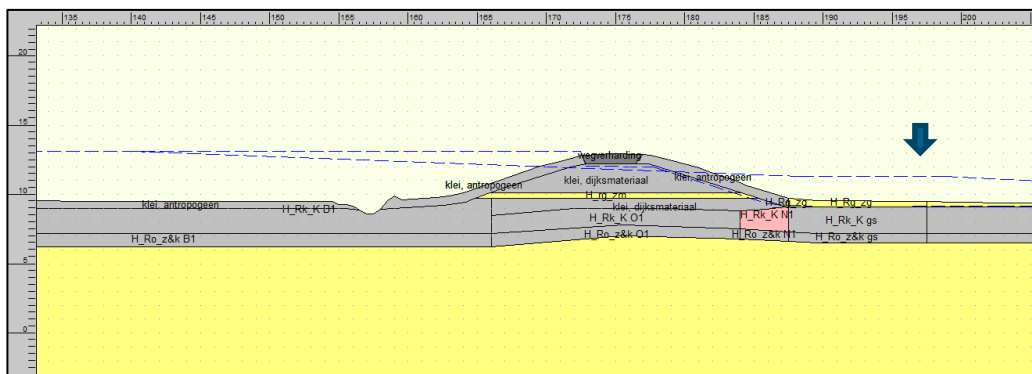 135 140 145 150 155 160 165 170 175 180 185 190 195 200
20
15
10
5
0
wegverharding
klei, antropogeen
klei, dijksmateriaal
klei, antropogeen
H_rg_zm
H_Rg_zg
H_Rg_zg
klei, antropogeen
H_Rk_K D1
klei, dijksmateriaal
H_Rk_K O1
H_Rk_K N1
H_Rk_K gs
H_Ro_z&k B1
H_Ro_z&k O1
H_Ro_z&k N1
H_Ro_z&k gs